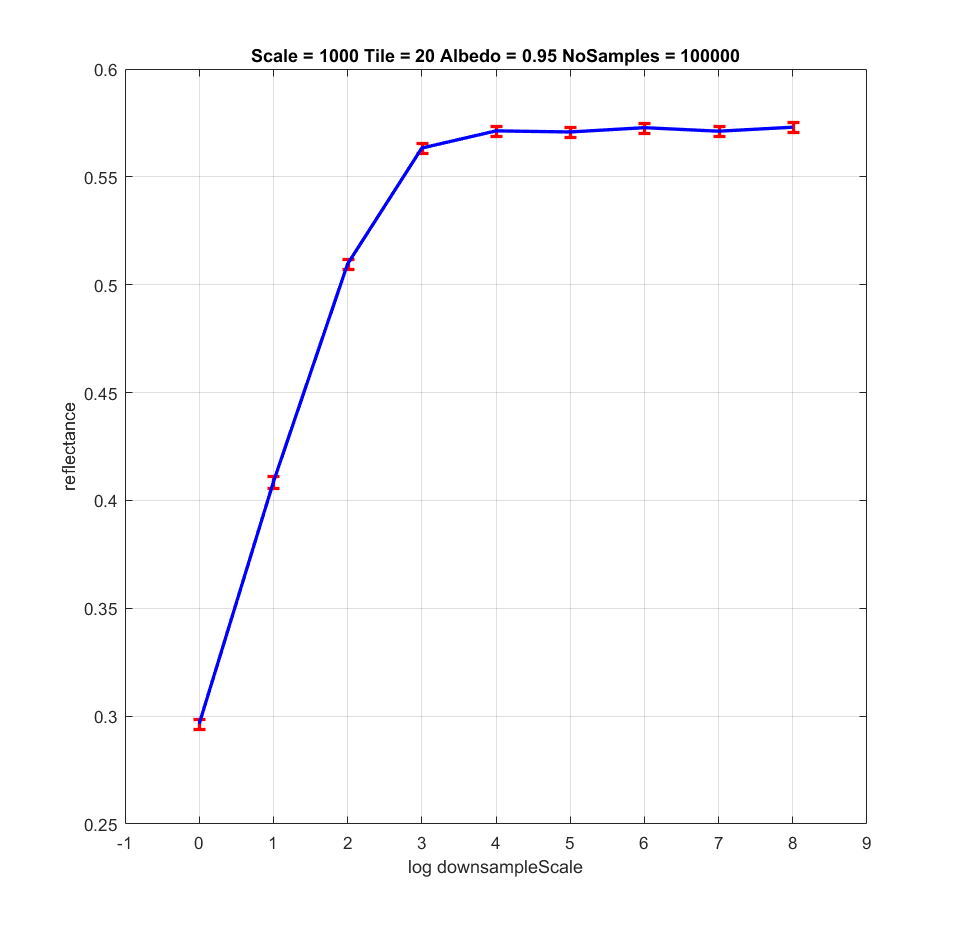 Scale = 1000 Tile = 20 Albedo = 0.95 NoSamples = 100000
0.6
0.55
0.5
0.45
0.4
0.35
0.3
0.25
reflectance
-1 0 1 2 3 4 5 6 7 8 9
log downsampleScale